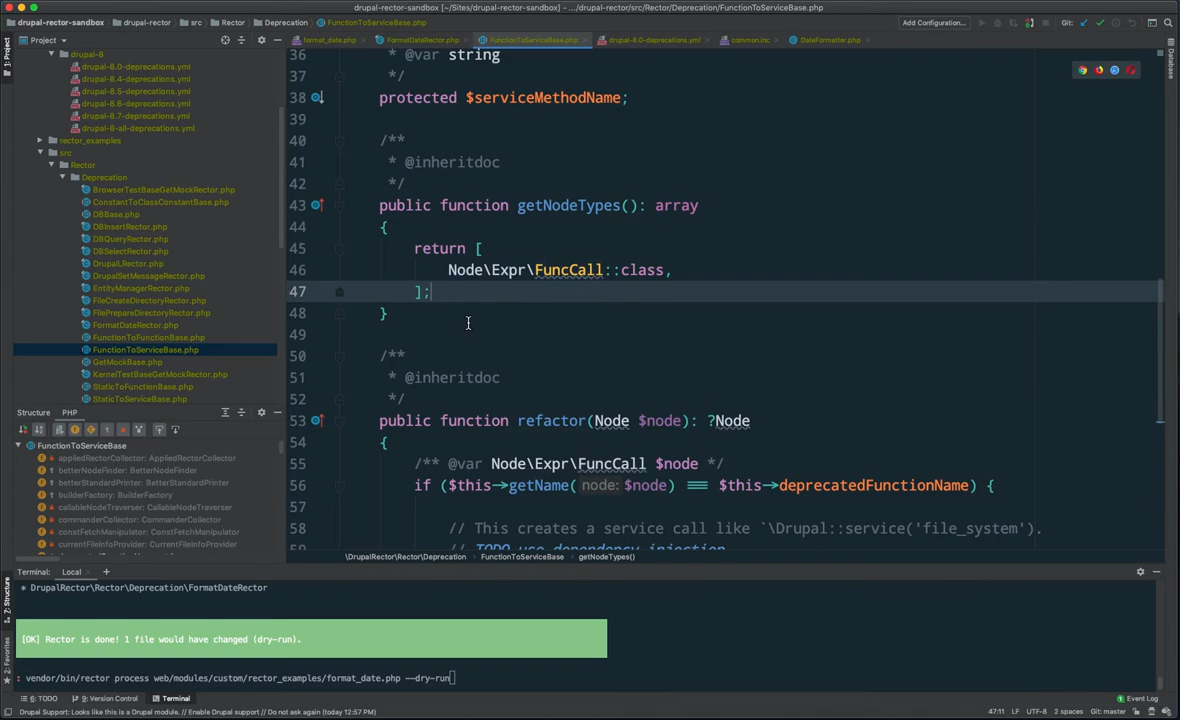 drupal-rector-sandbox [~/Sites/drupal-rector-sandbox] – .../drupal-rector/src/Rector/Deprecation/FunctionToServiceBase.php
drupal-rector-sandbox
drupal-rector
src
Rector
Deprecation
FunctionToServiceBase.php
Add Configuration...
Git:
Project
format_date.php
FormatDateRector.php
FunctionToServiceBase.php
drupal-8.0-deprecations.yml
common.inc
DateFormatter.php
1: Project
Database
drupal-8
drupal-8.0-deprecations.yml
drupal-8.4-deprecations.yml
drupal-8.5-deprecations.yml
drupal-8.6-deprecations.yml
drupal-8.7-deprecations.yml
drupal-8-all-deprecations.yml
rector_examples
src
Rector
Deprecation
BrowserTestBaseGetMockRector.php
ConstantToClassConstantBase.php
DBBase.php
DBInsertRector.php
DBQueryRector.php
DBSelectRector.php
DrupalLRector.php
DrupalSetMessageRector.php
EntityManagerRector.php
FileCreateDirectoryRector.php
FilePrepareDirectoryRector.php
FormatDateRector.php
FunctionToFunctionBase.php
FunctionToServiceBase.php
GetMockBase.php
KernelTestBaseGetMockRector.php
StaticToFunctionBase.php
StaticToServiceBase.php
36 * @var string
37 */
38 protected $serviceMethodName;
39
40 /**
41 * @inheritdoc
42 */
43 public function getNodeTypes(): array
44 {
45 return [
46 Node\Expr\FuncCall::class,
47 ];
48 }
49
50 /**
51 * @inheritdoc
52 */
53 public function refactor(Node $node): ?Node
54 {
55 /** @var Node\Expr\FuncCall $node */
56 if ($this->getName( node: $node) === $this->deprecatedFunctionName) {
57
58 // This creates a service call like `\Drupal::service('file_system').
59 // TODO use dependency injection
\DrupalRector\Rector\Deprecation
FunctionToServiceBase
getNodeTypes()
Structure
PHP
FunctionToServiceBase
appliedRectorCollector: AppliedRectorCollector
betterNodeFinder: BetterNodeFinder
betterStandardPrinter: BetterStandardPrinter
builderFactory: BuilderFactory
callableNodeTraverser: CallableNodeTraverser
commanderCollector: CommanderCollector
constFetchManipulator: ConstFetchManipulator
currentFileInfoProvider: CurrentFileInfoProvider
Terminal:
Local
+
* DrupalRector\Rector\Deprecation\FormatDateRector
[OK] Rector is done! 1 file would have changed (dry-run).
: vendor/bin/rector process web/modules/custom/rector_examples/format_date.php --dry-run
Z: Structure
2: Favorites
6: TODO
9: Version Control
Terminal
Event Log
Drupal Support: Looks like this is a Drupal module. // Enable Drupal support // Do not ask again (today 12:57 PM)
47:11
LF
UTF-8
2 spaces
Git: master